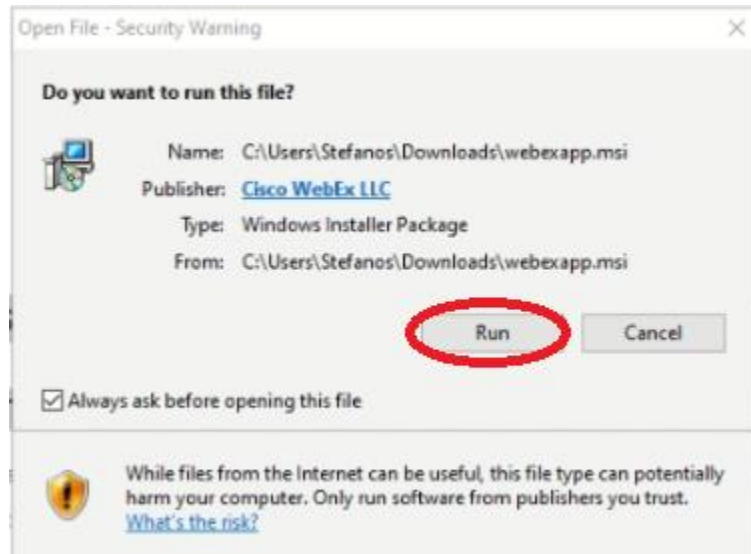 Open File - Security Warning
Do you want to run this file?
Name: C:\Users\Stefanos\Downloads\webexapp.msi
Publisher: Cisco WebEx LLC
Type: Windows Installer Package
From: C:\Users\Stefanos\Downloads\webexapp.msi
Run Cancel
Always ask before opening this file
While files from the Internet can be useful, this file type can potentially
harm your computer. Only run software from publishers you trust.
What's the risk?